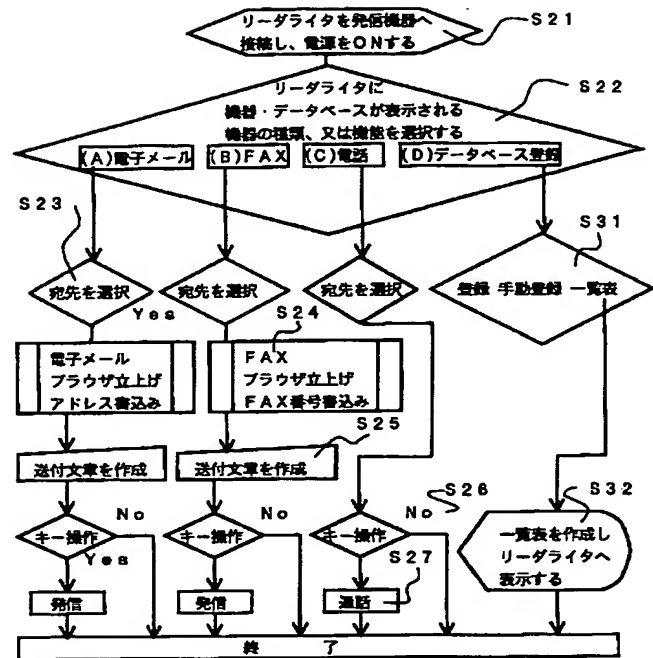 リーダライタを発信機器へ
接続し、電源をONする
S21
リーダライタに
機器・データベースが表示される
機器の種類、又は機能を選択する
S22
(A)電子メール
(B)FAX
(C)電話
(D)データベース登録
S23
S31
宛先を選択
宛先を選択
宛先を選択
登録 手動登録 一覧表
Yes
S24
電子メール
ブラウザ立上げ
アドレス書込み
FAX
ブラウザ立上げ
FAX番号書込み
S25
送付文章を作成
送付文章を作成
S26
S32
キー操作
No
キー操作
No
キー操作
No
一覧表を作成し
リーダライタへ
表示する
Yes
S27
発信
発信
通話
終 了